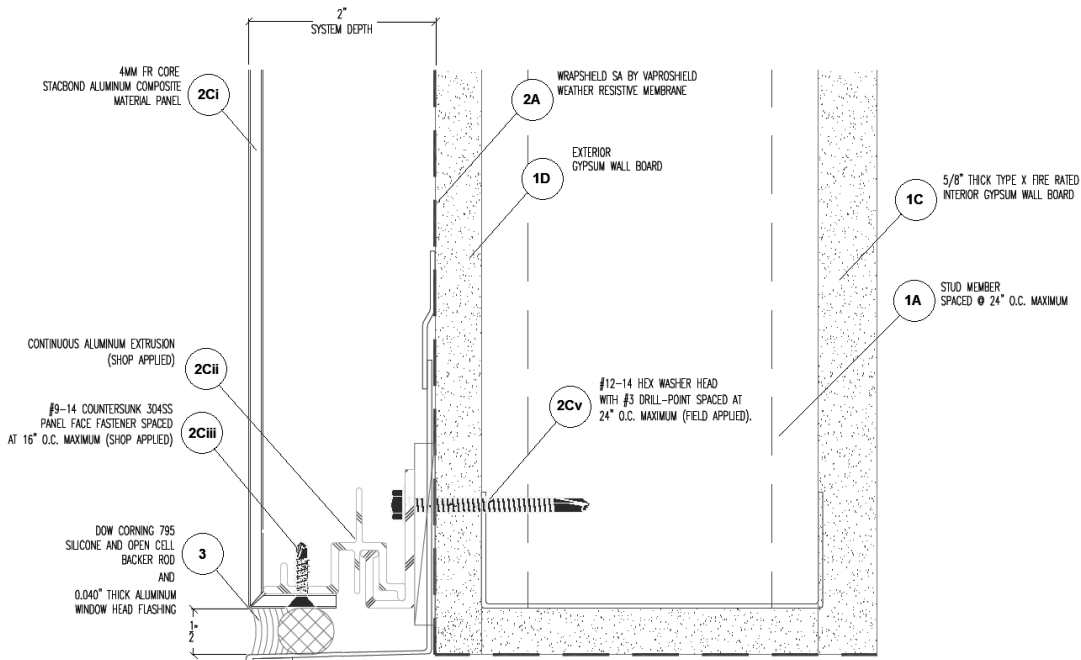 2"
SYSTEM DEPTH
4MM FR CORE
STACBOND ALUMINUM COMPOSITE
MATERIAL PANEL
2Ci
WRAPSHIELD SA BY VAPROSHIELD
WEATHER RESISTIVE MEMBRANE
2A
EXTERIOR
GYPSUM WALL BOARD
1D
5/8" THICK TYPE X FIRE RATED
INTERIOR GYPSUM WALL BOARD
1C
STUD MEMBER
SPACED @ 24" O.C. MAXIMUM
1A
CONTINUOUS ALUMINUM EXTRUSION
(SHOP APPLIED)
2Cii
#12-14 HEX WASHER HEAD
WITH #3 DRILL-POINT SPACED AT
24" O.C. MAXIMUM (FIELD APPLIED).
2Cv
#9-14 COUNTERSUNK 304SS
PANEL FACE FASTENER SPACED
AT 16" O.C. MAXIMUM (SHOP APPLIED)
2Ciii
DOW CORNING 795
SILICONE AND OPEN CELL
BACKER ROD
AND
0.040" THICK ALUMINUM
WINDOW HEAD FLASHING
3
1/2"